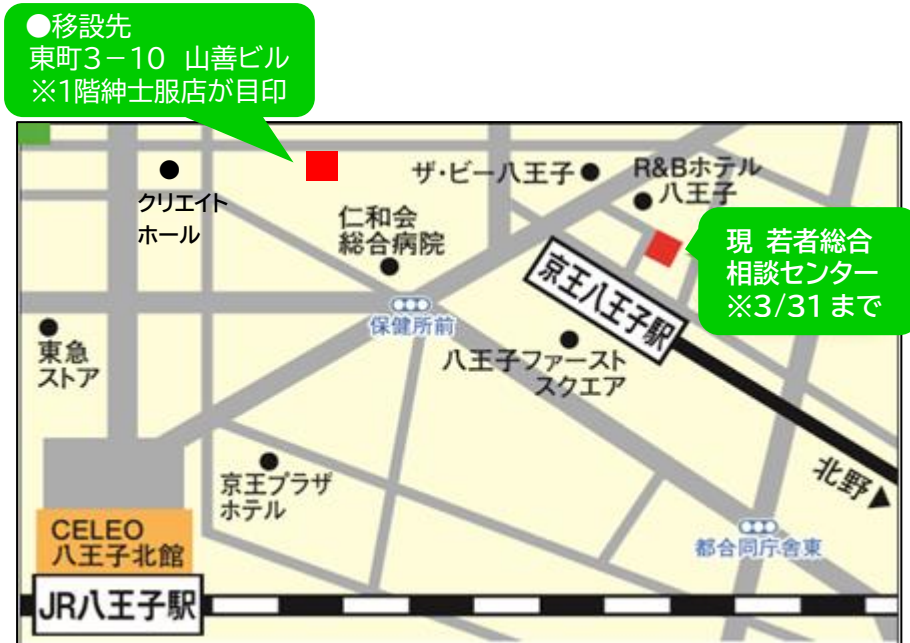 ●移設先
東町3－10　山善ビル
※1階紳士服店が目印
クリエイト
ホール
仁和会
総合病院
ザ・ビー八王子
R&Bホテル
八王子
現 若者総合
相談センター
※3/31 まで
京王八王子駅
保健所前
東急
ストア
八王子ファースト
スクエア
京王プラザ
ホテル
北野▶
都合同庁舎東
CELEO
八王子北館
JR八王子駅